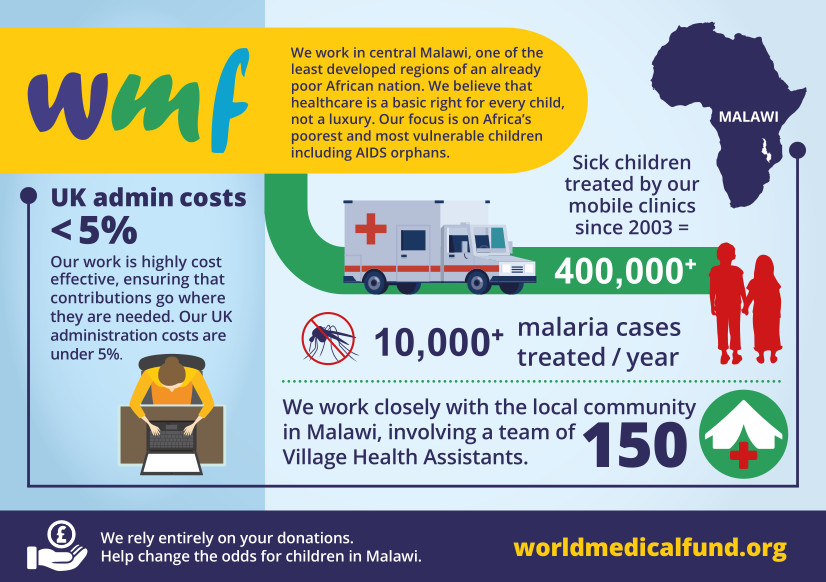 wmf
We work in central Malawi, one of the
least developed regions of an already
poor African nation. We believe that
healthcare is a basic right for every child,
not a luxury. Our focus is on Africa's
poorest and most vulnerable children
including AIDS orphans.
MALAWI
UK admin costs
< 5%
Our work is highly cost
effective, ensuring that
contributions go where
they are needed. Our UK
administration costs are
under 5%.
Sick children
treated by our
mobile clinics
since 2003 =
400,000+
10,000+
malaria cases
treated / year
We work closely with the local community
in Malawi, involving a team of
Village Health Assistants.
150
£
We rely entirely on your donations.
Help change the odds for children in Malawi.
worldmedicalfund.org